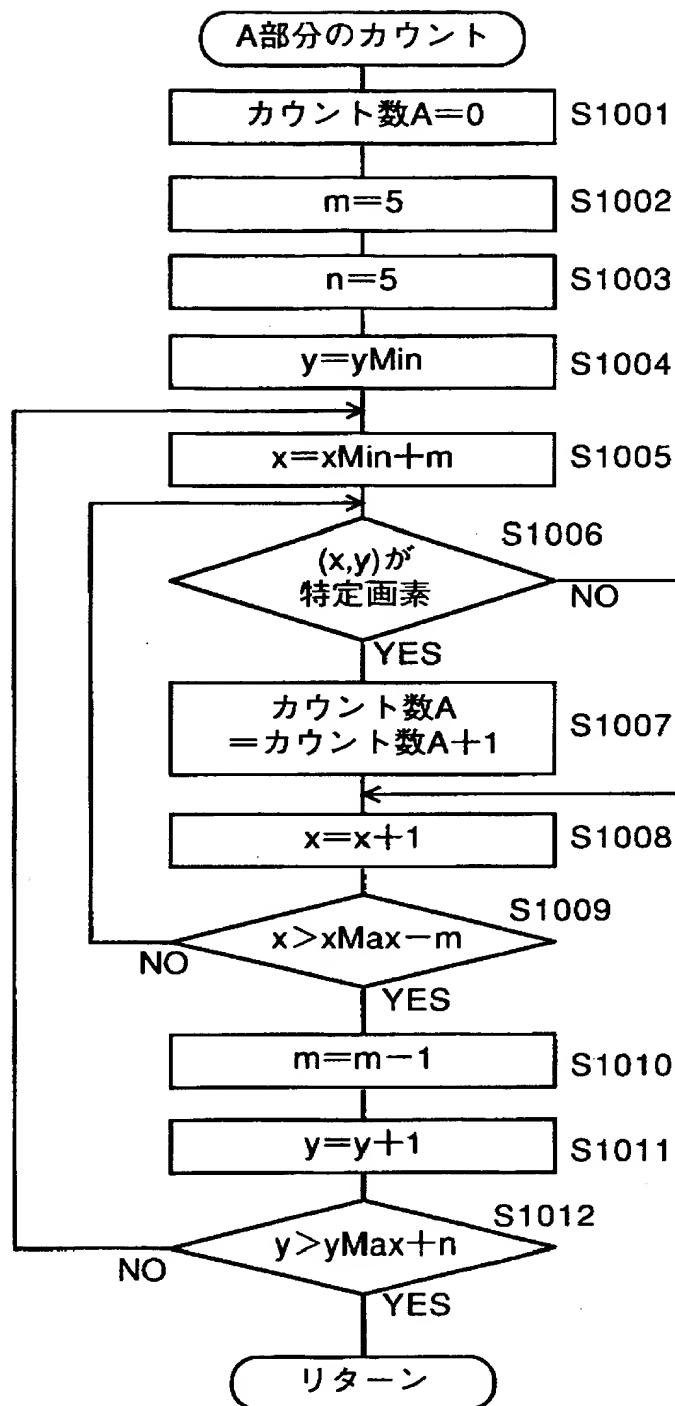 A部分のカウント
カウント数A=0
S1001
m=5
S1002
n=5
S1003
y=yMin
S1004
x=xMin+m
S1005
S1006
(x,y)が
特定画素
NO
YES
カウント数A
=カウント数A+1
S1007
x=x+1
S1008
S1009
x>xMax-m
NO
YES
m=m-1
S1010
y=y+1
S1011
S1012
y>yMax+n
NO
YES
リターン